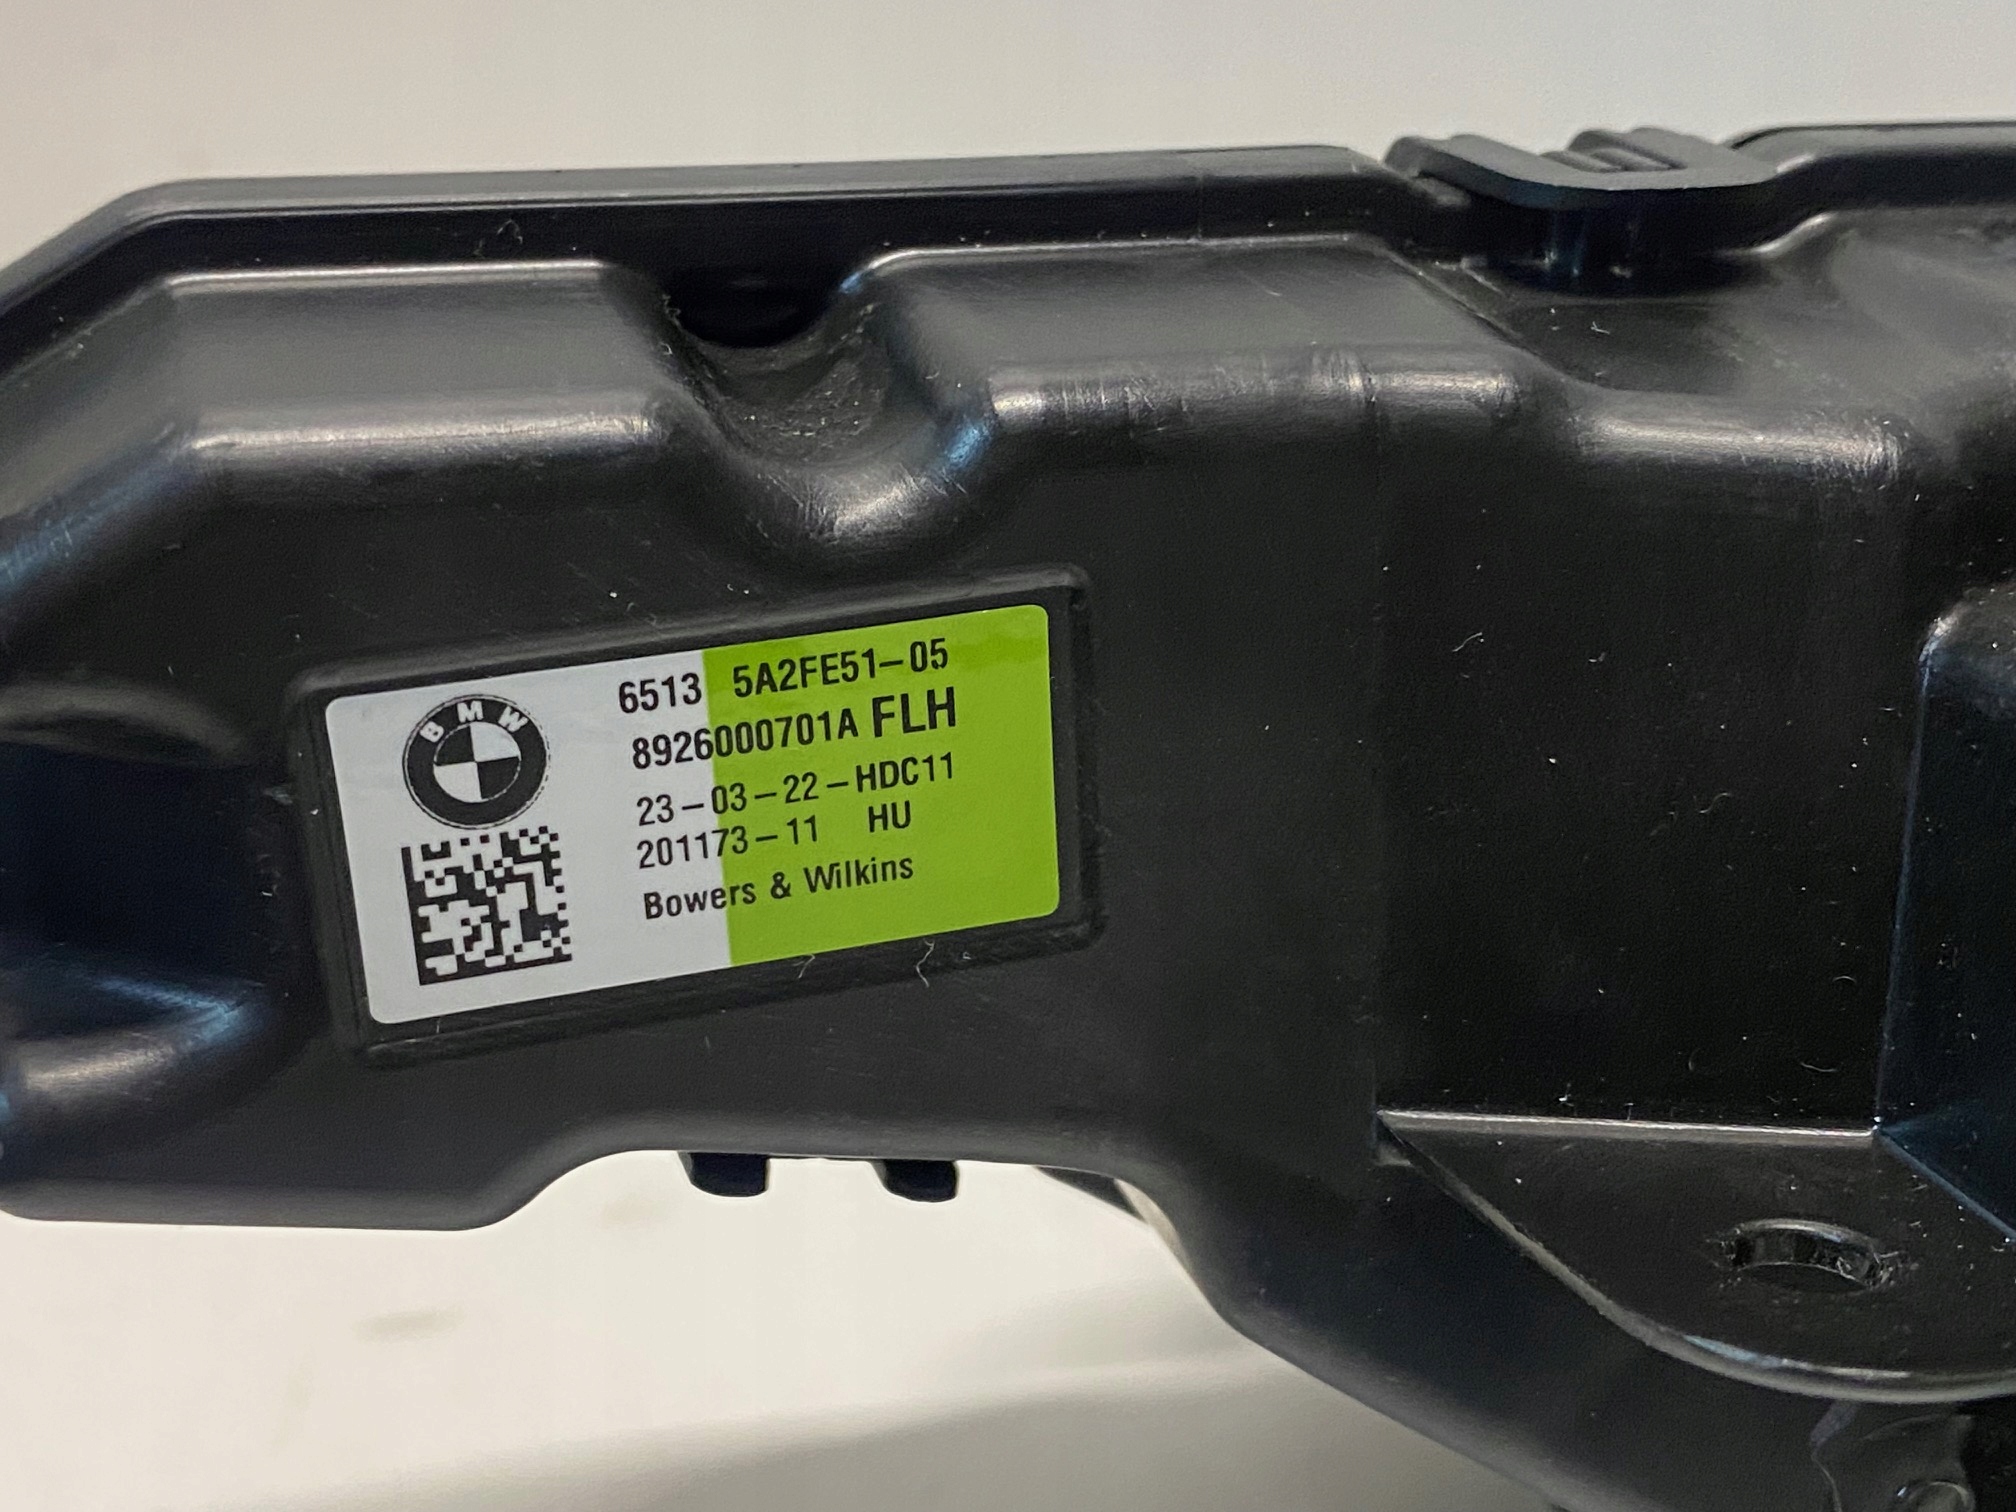 BMW
6513 5A2FE51-05
8926000701A FLH
23-03-22-HDC11
201173-11 HU
Bowers & Wilkins